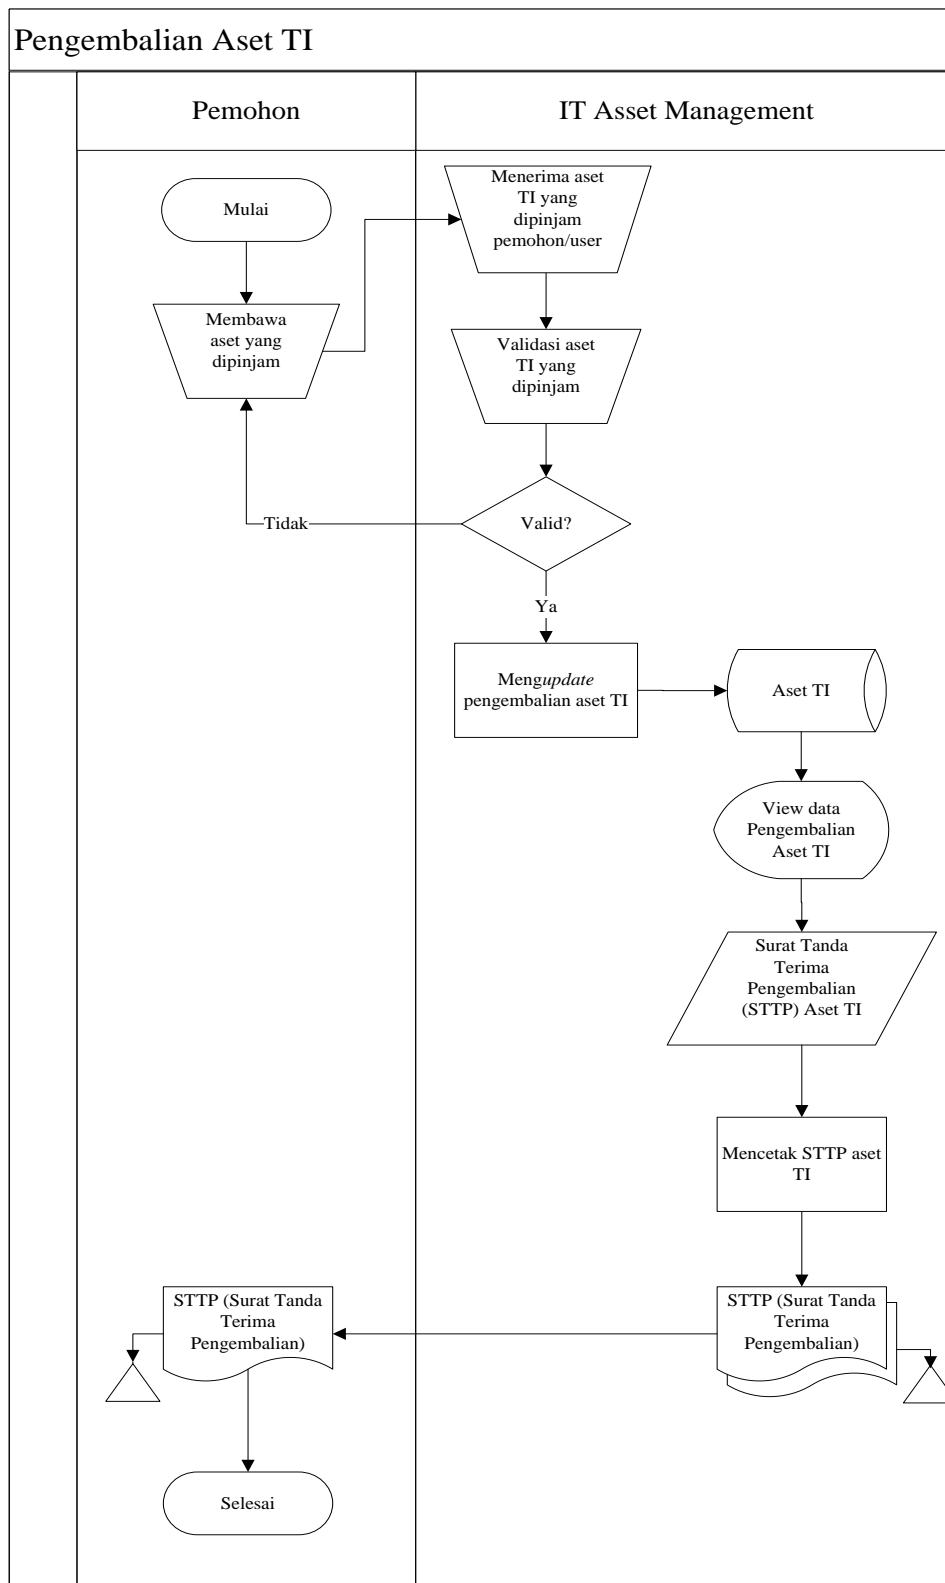 Pengembalian Aset TI
Pemohon
IT Asset Management
Mulai
Membawa
aset yang
dipinjam
Menerima aset
TI yang
dipinjam
pemohon/user
Validasi aset
TI yang
dipinjam
Valid?
Tidak
Ya
Mengupdate
pengembalian aset TI
Aset TI
View data
Pengembalian
Aset TI
Surat Tanda
Terima
Pengembalian
(STTP) Aset TI
Mencetak STTP aset
TI
STTP (Surat Tanda
Terima
Pengembalian)
STTP (Surat Tanda
Terima
Pengembalian)
Selesai